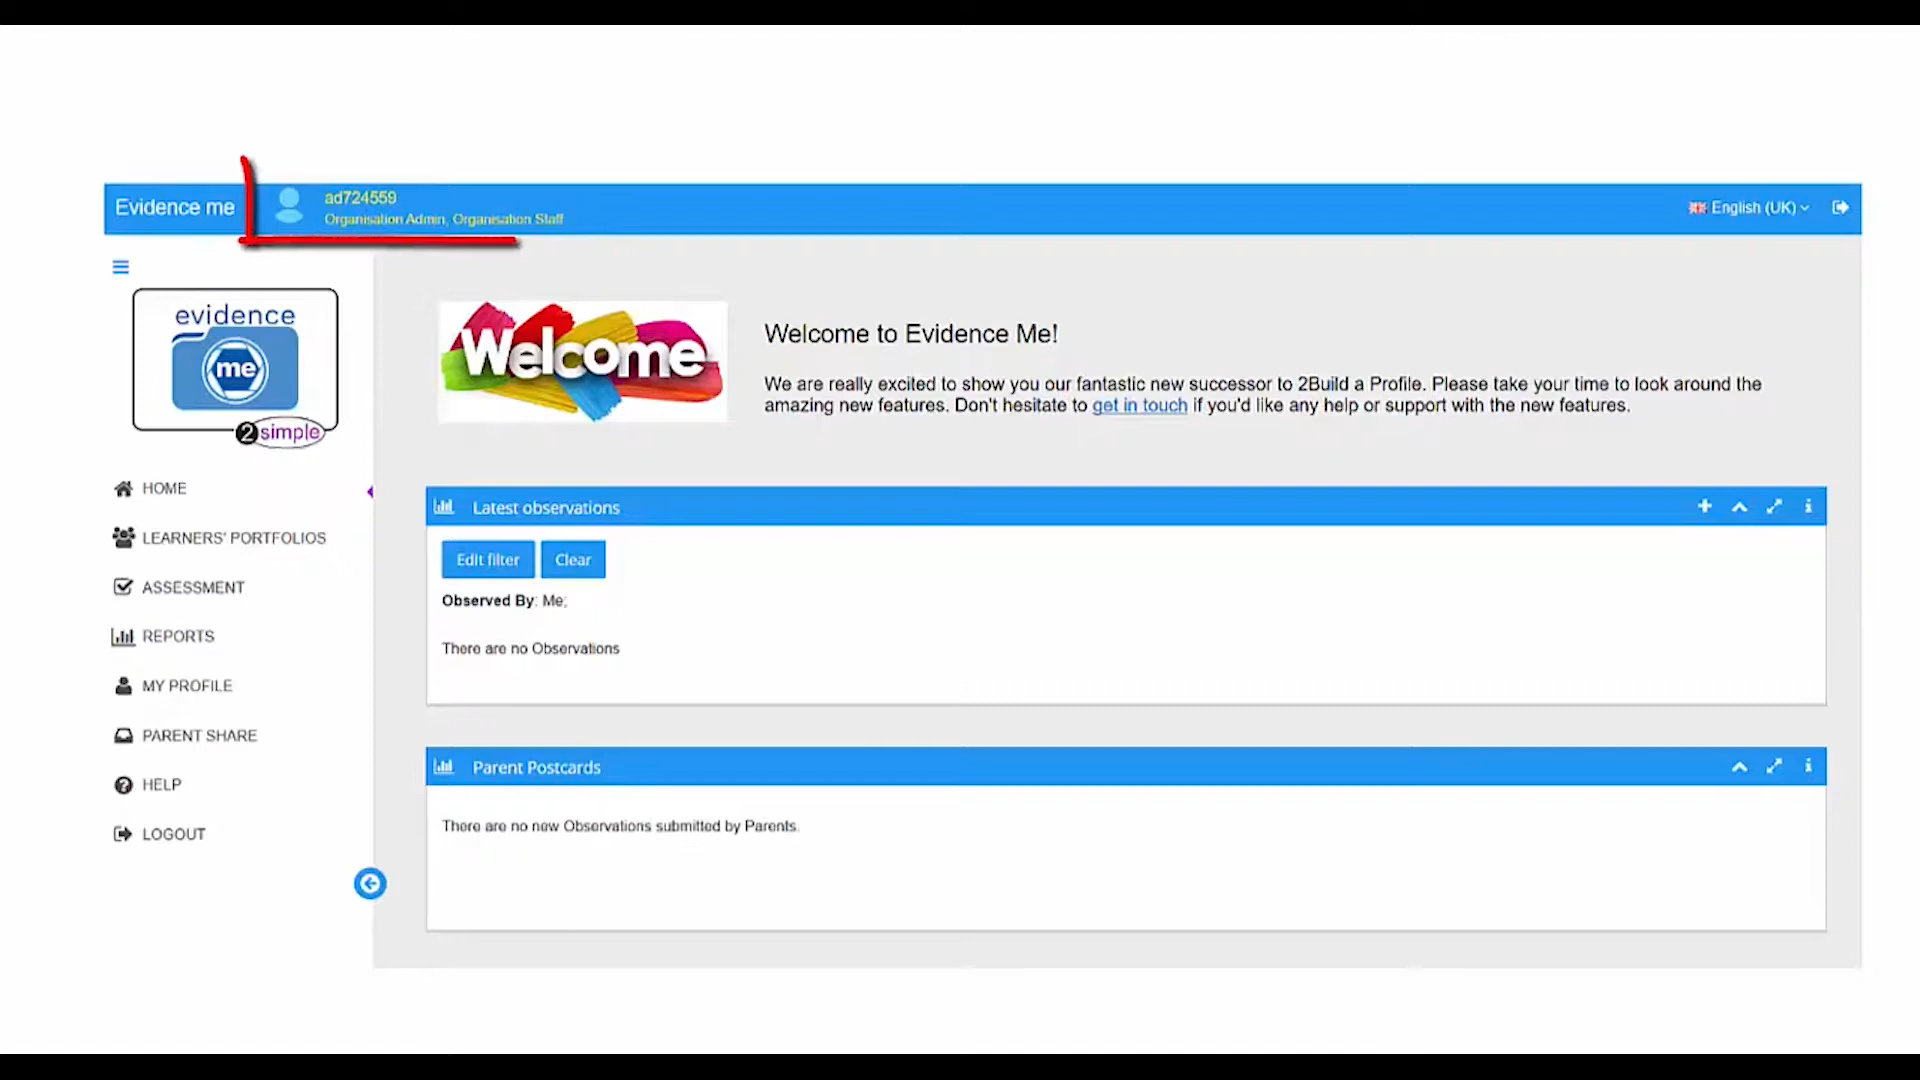 Evidence me
ad724559
Organisation Admin, Organisation Staff
English (UK)
evidence
me
2simple
HOME
LEARNERS' PORTFOLIOS
ASSESSMENT
REPORTS
MY PROFILE
PARENT SHARE
HELP
LOGOUT
Welcome
Welcome to Evidence Me!
We are really excited to show you our fantastic new successor to 2Build a Profile. Please take your time to look around the
amazing new features. Don't hesitate to get in touch if you'd like any help or support with the new features.
Latest observations
Edit filter Clear
Observed By: Me;
There are no Observations
Parent Postcards
There are no new Observations submitted by Parents.